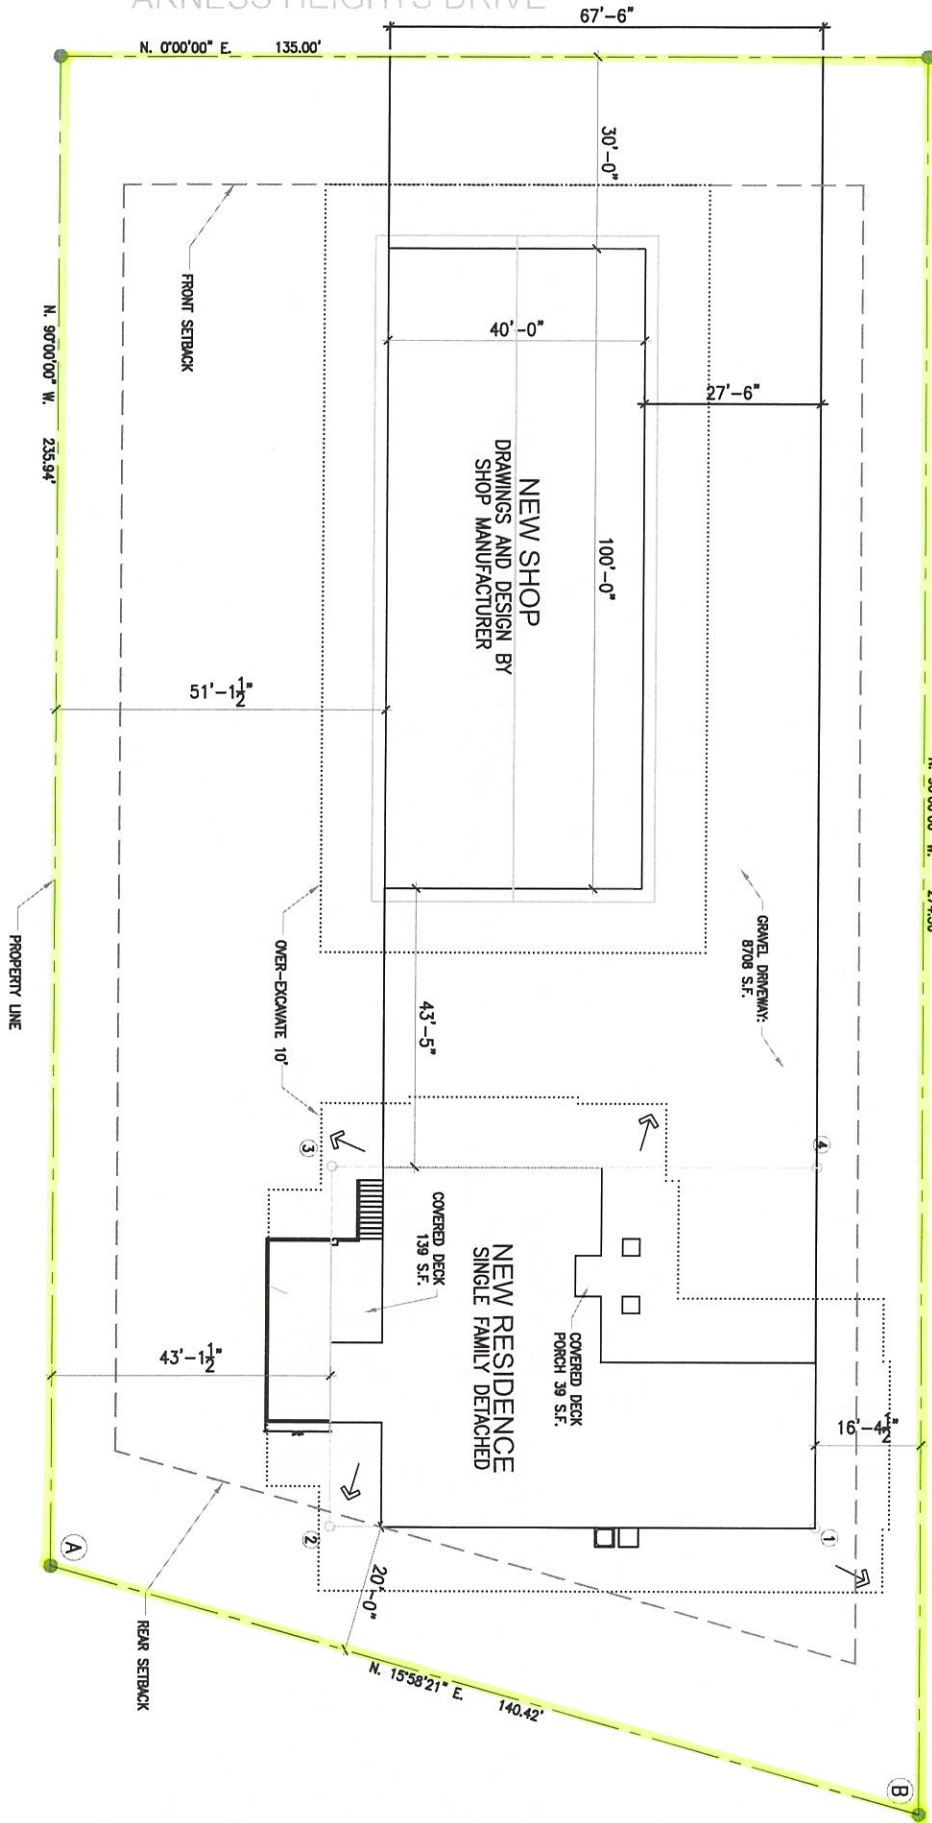 ARNESS HEIGHTS DRIVE
67'-6"
N. 0°00'00" E. 135.00'
30'-0"
FRONT SETBACK
40'-0"
27'-6"
N. 90°00'00" W. 235.94'
NEW SHOP
DRAWINGS AND DESIGN BY
SHOP MANUFACTURER
100'-0"
51'-1½"
GRAVEL DRIVEWAY:
8708 S.F.
PROPERTY LINE
OVER-EXCAVATE 10'
43'-5"
3
4
COVERED DECK
139 S.F.
NEW RESIDENCE
SINGLE FAMILY DETACHED
COVERED DECK
PORCH 39 S.F.
43'-1½"
16'-4½"
A
2
1
20'-0"
REAR SETBACK
N. 15°58'21" E. 140.42'
B